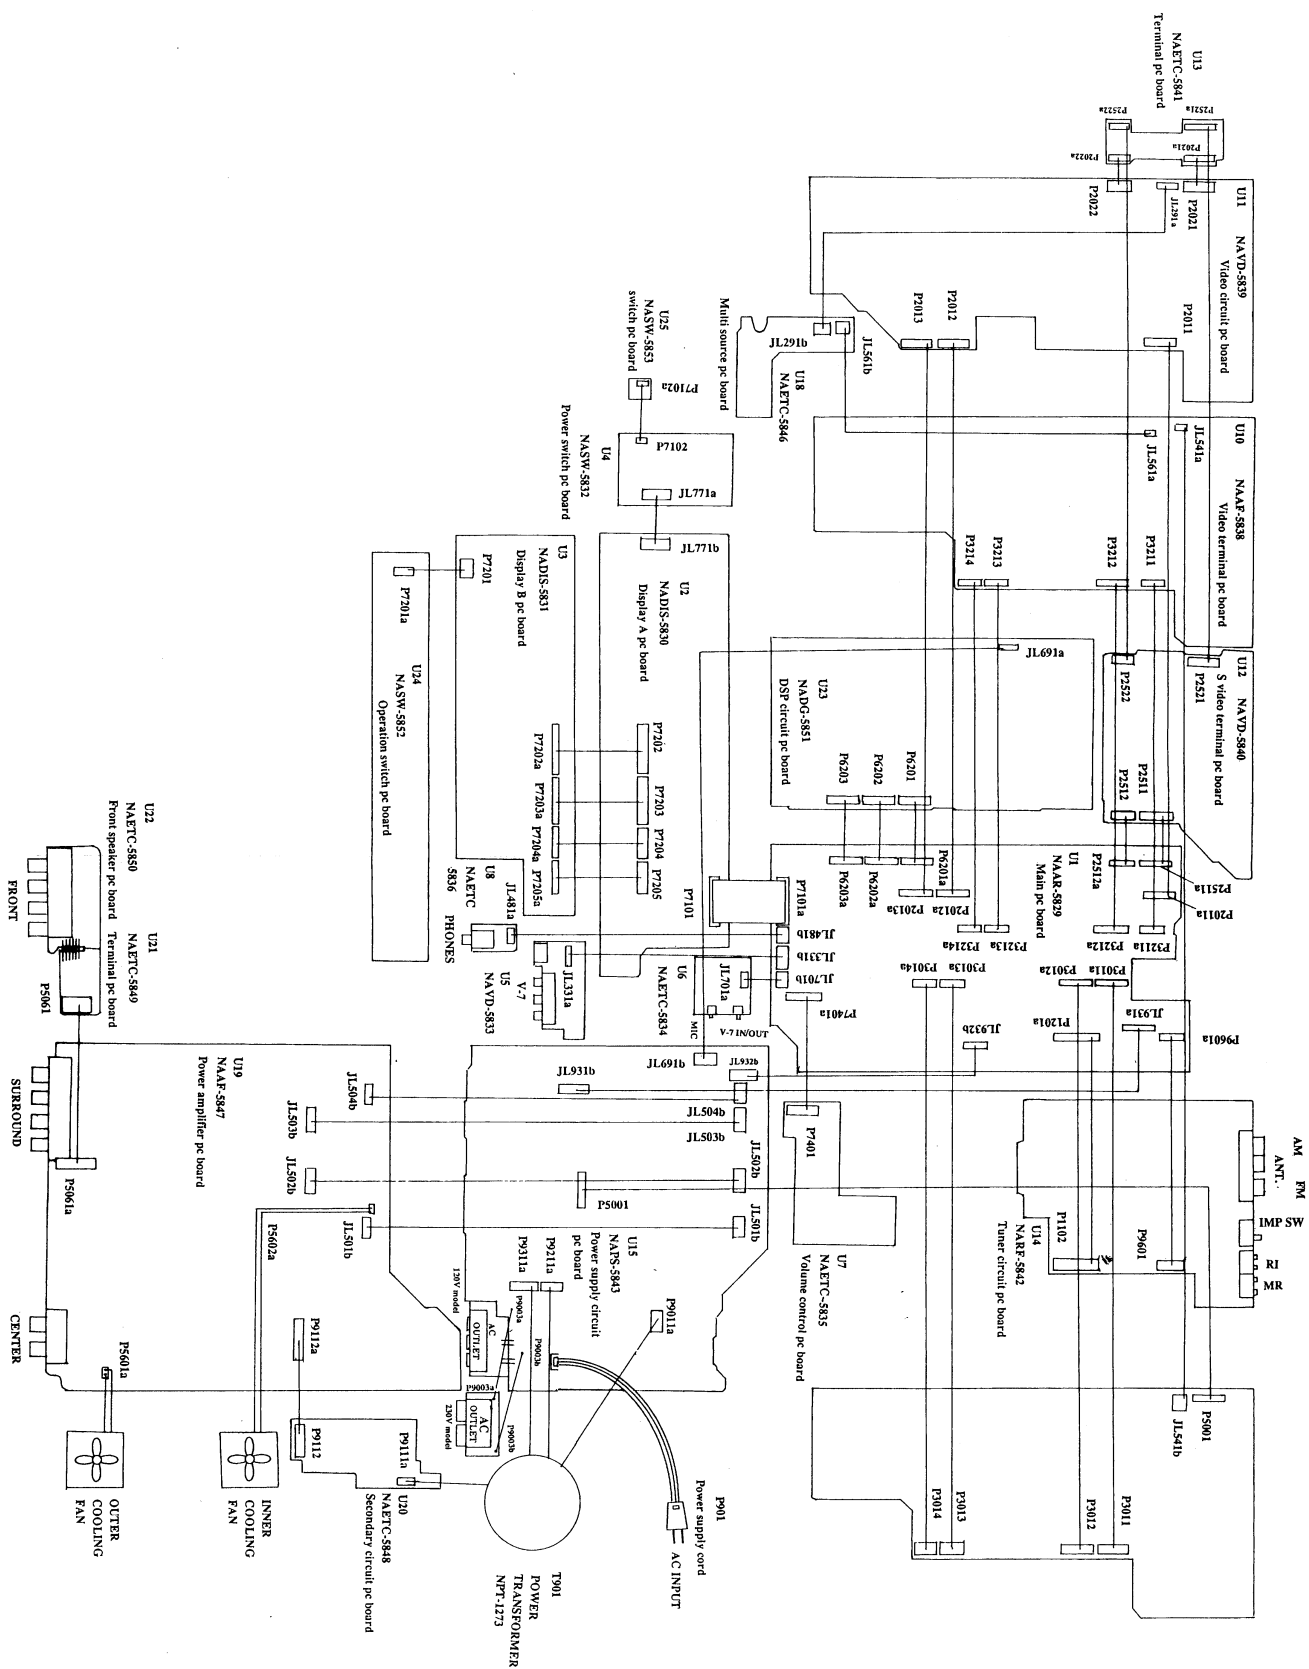 U13
NAETC-5841
Terminal pc board
P2522a
P2521a
P2022a
P2021a
P2022
JL291a
P2021
U11
NAVD-5839
Video circuit pc board
P2013
P2012
P2011
Multi source pc board
U18
NAETC-5846
JL291b
JL561b
U25
NASW-5853
switch pc board
P7102a
Power switch pc board
NASW-5832
U4
P7102
JL771a
U10
NAAF-5838
Video terminal pc board
JL561a
JL541a
P3214
P3213
P3212
P3211
U3
NADIS-5831
Display B pc board
P7201
P7201a
U24
NASW-5852
Operation switch pc board
JL771b
U2
NADIS-5830
Display A pc board
P7202
P7203
P7204
P7205
P7202a
P7203a
P7204a
P7205a
JL691a
U23
NADG-5851
DSP circuit pc board
P6203
P6202
P6201
P2522
P2521
U12
NAVD-5840
S video terminal pc board
P2512
P2511
U1
NAAR-5829
Main pc board
P2512a
P2511a
P2011a
P6203a
P6202a
P6201a
P2013a
P2012a
P3214a
P3213a
P3212a
P3211a
P3014a
P3013a
P3012a
P3011a
P7101
P7101a
JL481b
JL331b
JL701b
P7401a
JL932b
P1201a
JL931a
P9601a
U8
NAETC
5836
JL481a
PHONES
U5
NAVD-5833
V-7
JL331a
U6
NAETC-5834
JL701a
MIC
V-7 IN/OUT
U22
NAETC-5850
Front speaker pc board
FRONT
U21
NAETC-5849
Terminal pc board
P5061
SURROUND
P5061a
CENTER
U19
NAAF-5847
Power amplifier pc board
JL504b
JL503b
JL502b
JL501b
P5602a
P5601a
P9112a
P9112
P9111a
U20
NAETC-5848
Secondary circuit pc board
OUTER
COOLING
FAN
INNER
COOLING
FAN
JL691b
JL932b
JL931b
JL504b
JL503b
JL502b
JL501b
P5001
U15
NAPS-5843
Power supply circuit
pc board
P9311a
P9211a
P9011a
P9003a
P9003b
120V model
AC
OUTLET
P9003a
P9003b
AC
OUTLET
230V model
T901
POWER
TRANSFORMER
NPT-1273
P901
Power supply cord
AC INPUT
P7401
U7
NAETC-5835
Volume control pc board
AM
ANT.
FM
IMP SW
RI
MR
P1102
U14
NARF-5842
Tuner circuit pc board
P9601
P5001
JL541b
P3014
P3013
P3012
P3011